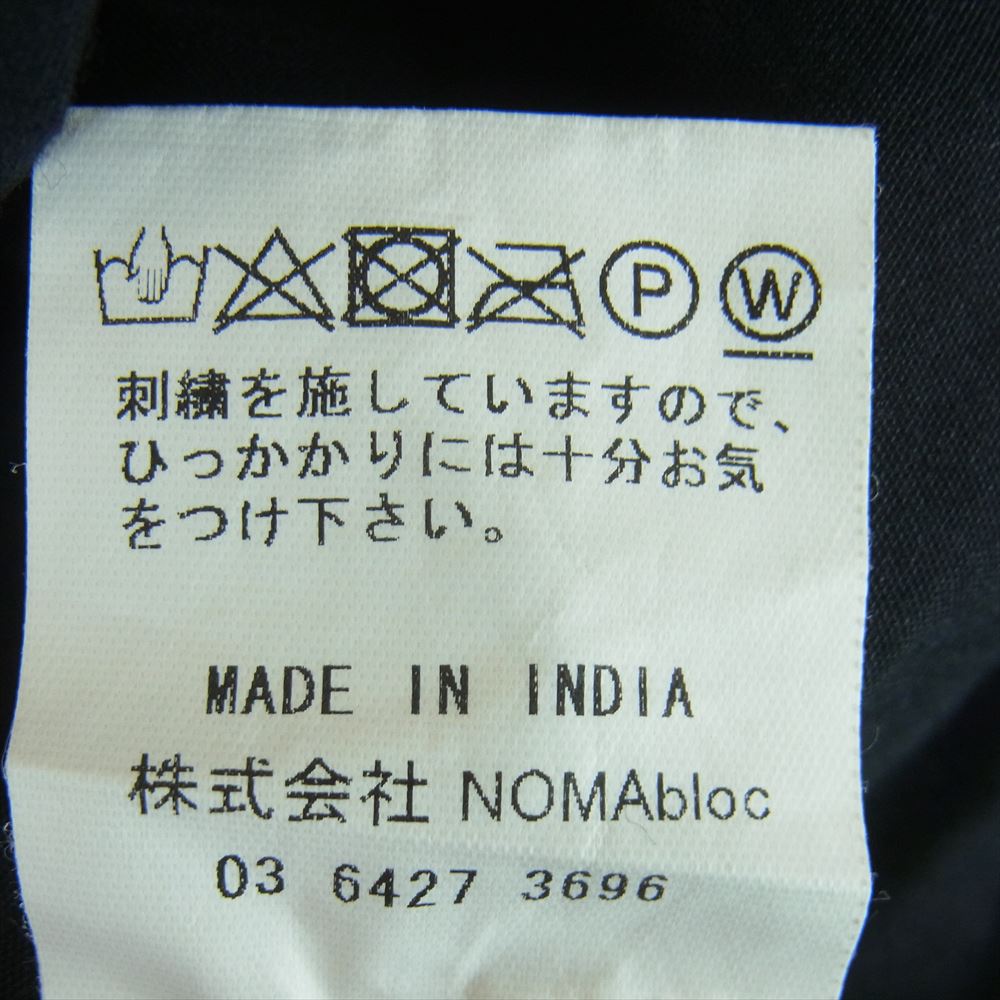 P W
刺繍を施していますので、
ひっかかりには十分お気
をつけ下さい。
MADE IN INDIA
株式会社 NOMAbloc
03 6427 3696